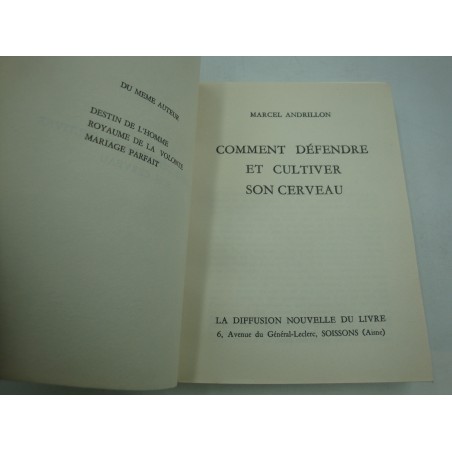 DU MEME AUTEUR
DESTIN DE L'HOMME
ROYAUME DE LA VOLONTÉ
MARIAGE PARFAIT
MARCEL ANDRILLON
COMMENT DÉFENDRE
ET CULTIVER
SON CERVEAU
LA DIFFUSION NOUVELLE DU LIVRE
6, Avenue du Général-Leclerc, SOISSONS (Aisne)